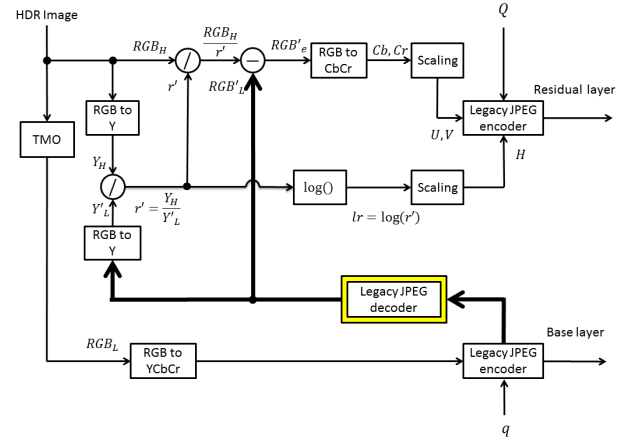 HDR Image
Q
RGB_H
RGB_H / r'
RGB'_e
RGB to
CbCr
Cb, Cr
Scaling
Residual layer
/
−
r'
RGB'_L
TMO
RGB to
Y
Legacy JPEG
encoder
U, V
H
Y_H
/
log()
Scaling
Y'_L
r' = Y_H / Y'_L
lr = log(r')
RGB to
Y
Legacy JPEG
decoder
RGB_L
RGB to
YCbCr
Legacy JPEG
encoder
Base layer
q